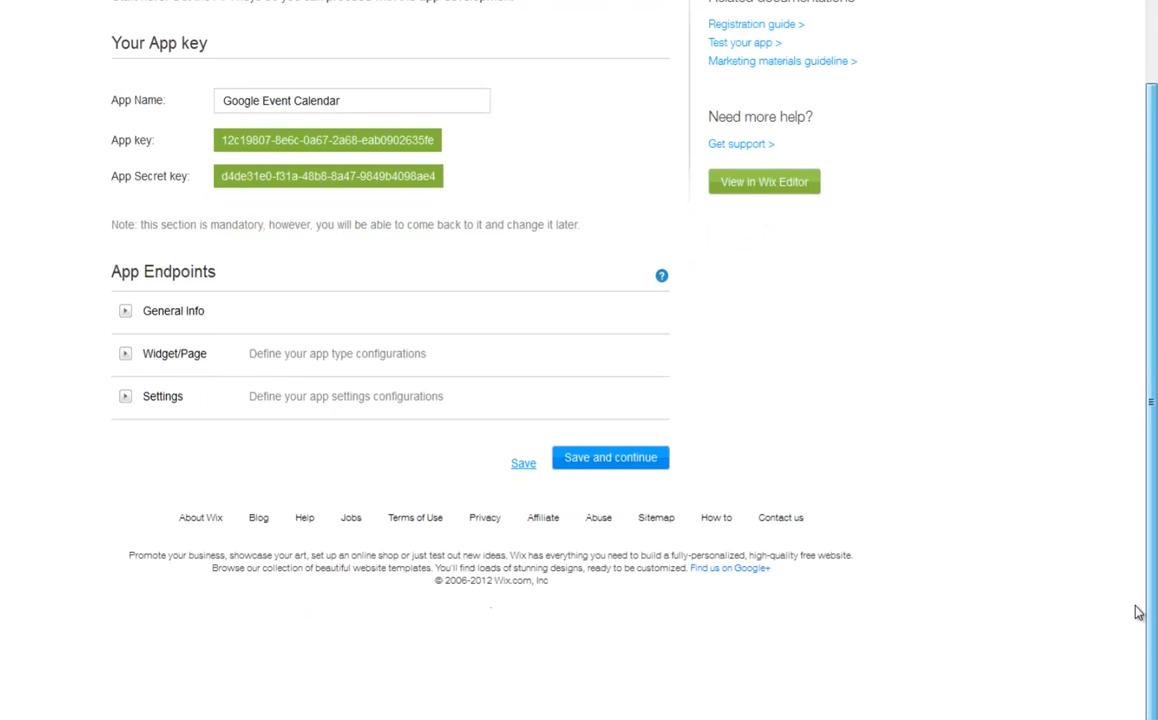 Related documentations
Registration guide >
Your App key
Test your app >
Marketing materials guideline >
App Name:
Google Event Calendar
Need more help?
App key:
12c19807-8e6c-0a67-2a68-eab0902635fe
Get support >
App Secret key:
d4de31e0-f31a-48b8-8a47-9849b4098ae4
View in Wix Editor
Note: this section is mandatory, however, you will be able to come back to it and change it later.
App Endpoints
?
General Info
Widget/Page
Define your app type configurations
Settings
Define your app settings configurations
Save
Save and continue
About Wix Blog Help Jobs Terms of Use Privacy Affiliate Abuse Sitemap How to Contact us
Promote your business, showcase your art, set up an online shop or just test out new ideas. Wix has everything you need to build a fully-personalized, high-quality free website.
Browse our collection of beautiful website templates. You'll find loads of stunning designs, ready to be customized. Find us on Google+
© 2006-2012 Wix.com, Inc